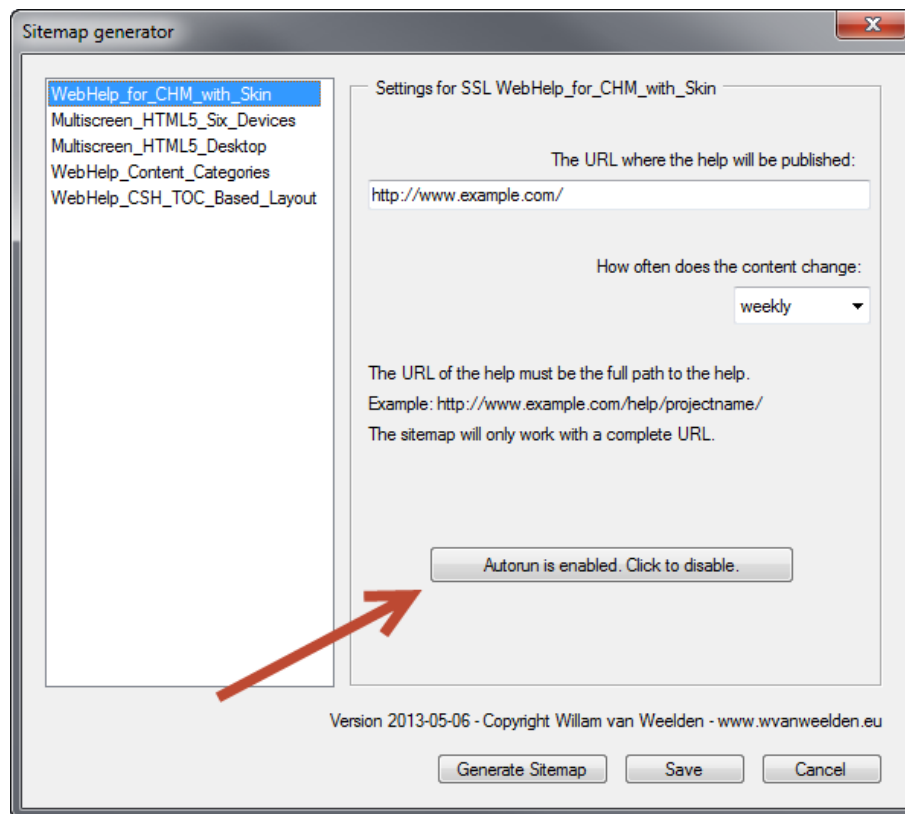 Sitemap generator
WebHelp_for_CHM_with_Skin
Multiscreen_HTML5_Six_Devices
Multiscreen_HTML5_Desktop
WebHelp_Content_Categories
WebHelp_CSH_TOC_Based_Layout
Settings for SSL WebHelp_for_CHM_with_Skin
The URL where the help will be published:
http://www.example.com/
How often does the content change:
weekly
The URL of the help must be the full path to the help.
Example: http://www.example.com/help/projectname/
The sitemap will only work with a complete URL.
Autorun is enabled. Click to disable.
Version 2013-05-06 - Copyright Willam van Weelden - www.wvanweelden.eu
Generate Sitemap
Save
Cancel